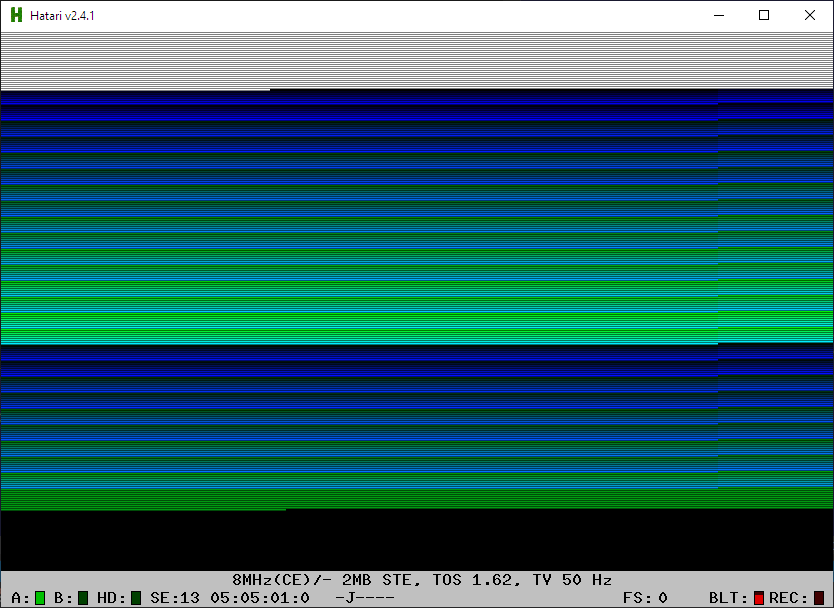 Hatari v2.4.1
8MHz(CE)/- 2MB STE, TOS 1.62, TV 50 Hz
A: B: HD: SE:13 05:05:01:0 -J---- FS: 0 BLT: REC: